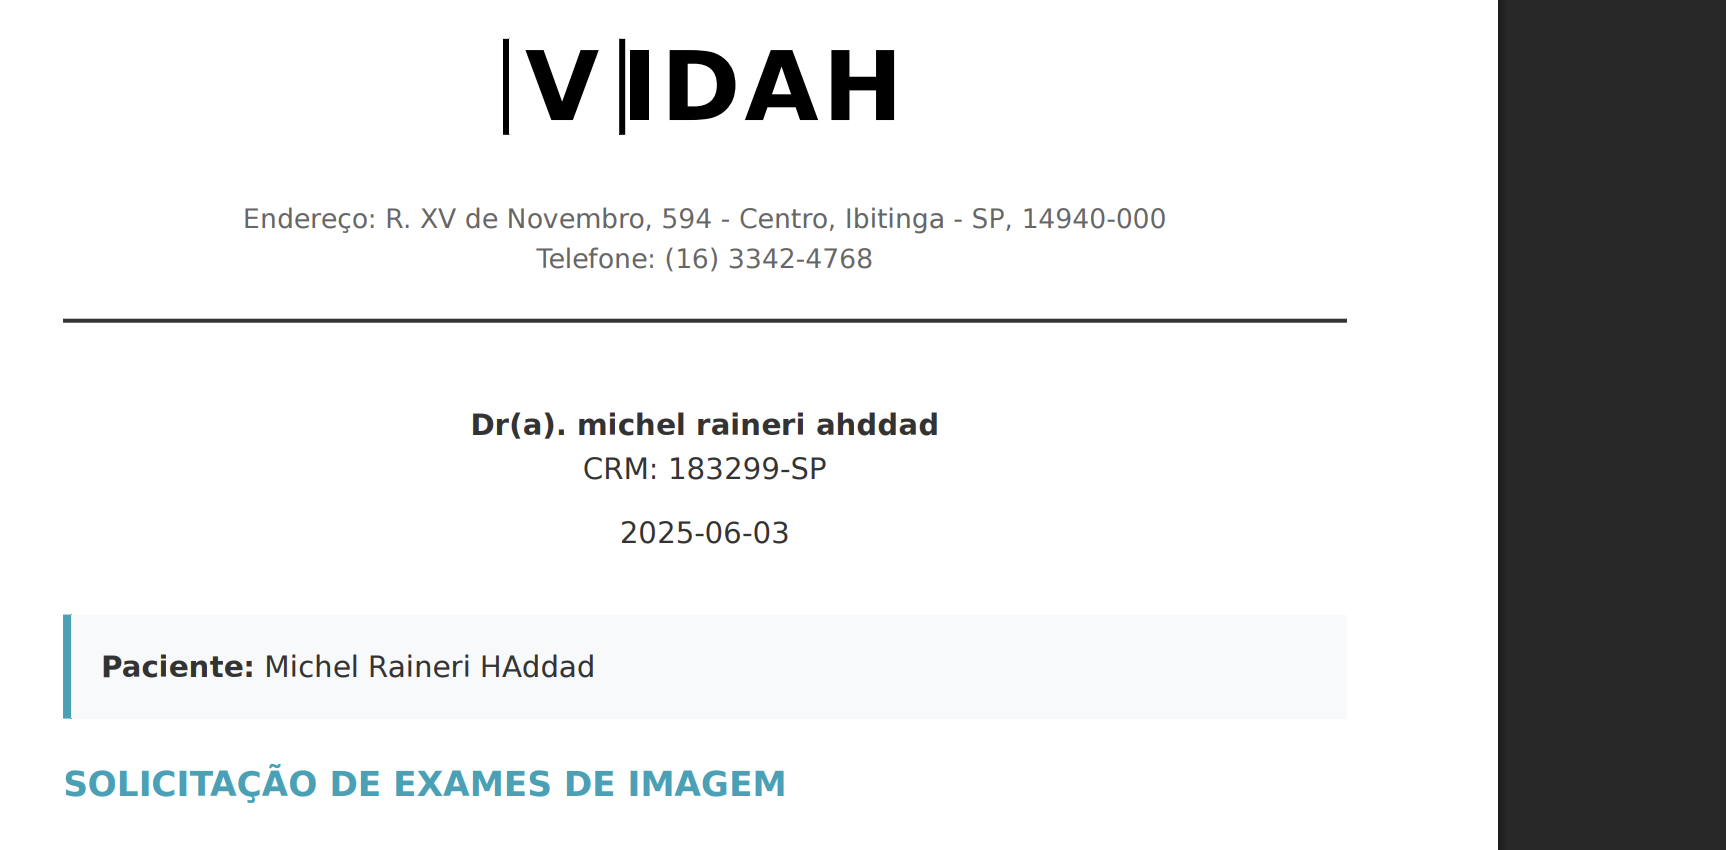 VIDAH
Endereço: R. XV de Novembro, 594 - Centro, Ibitinga - SP, 14940-000
Telefone: (16) 3342-4768
Dr(a). michel raineri ahddad
CRM: 183299-SP
2025-06-03
Paciente: Michel Raineri HAddad
SOLICITAÇÃO DE EXAMES DE IMAGEM